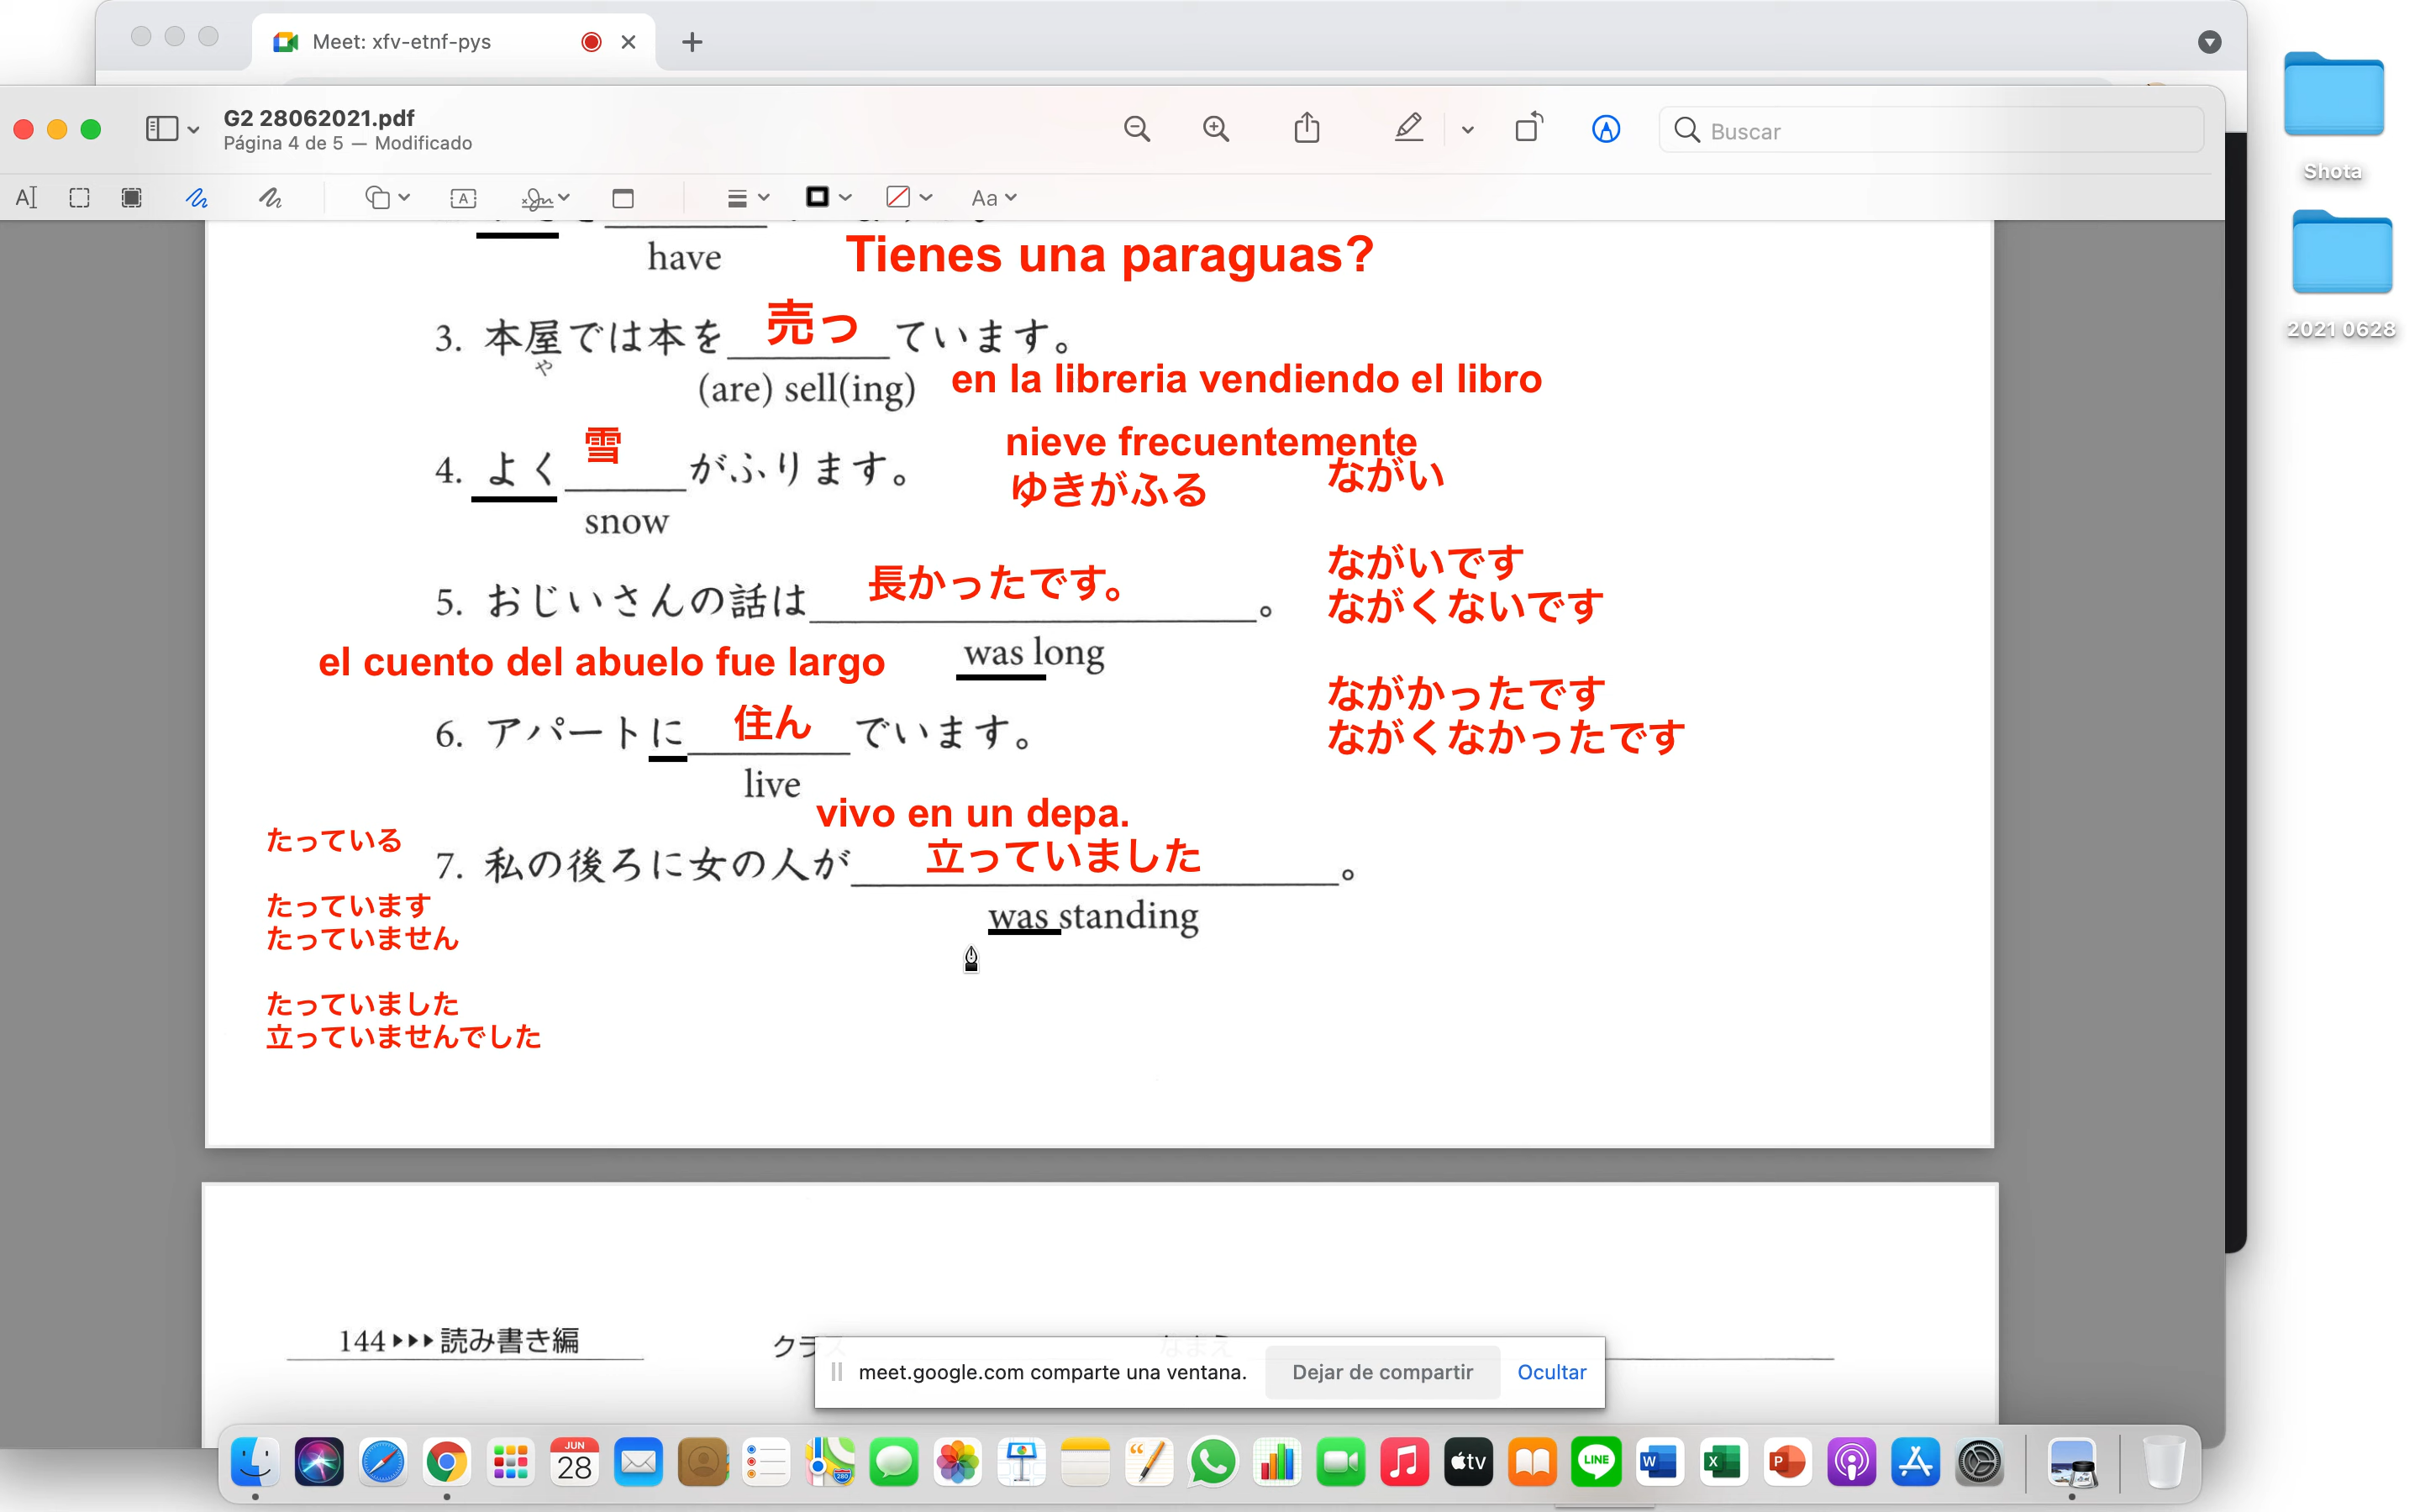 Meet: xfv-etnf-pys
G2 28062021.pdf
Página 4 de 5 — Modificado
Buscar
Aa
have
Tienes una paraguas?
3. 本屋では本を 売っ ています。
や
(are) sell(ing)
en la libreria vendiendo el libro
nieve frecuentemente
4. よく 雪 がふります。
ゆきがふる
ながい
snow
ながいです
5. おじいさんの話は 長かったです。 。
ながくないです
was long
el cuento del abuelo fue largo
ながかったです
6. アパートに 住ん でいます。
ながくなかったです
live
vivo en un depa.
たっている
7. 私の後ろに女の人が 立っていました 。
たっています
was standing
たっていません
たっていました
立っていませんでした
144 ▸▸▸ 読み書き編
クラス
なまえ
meet.google.com comparte una ventana.
Dejar de compartir
Ocultar
JUN
28
280
tv
LINE
W
X
P
Shota
2021 0628